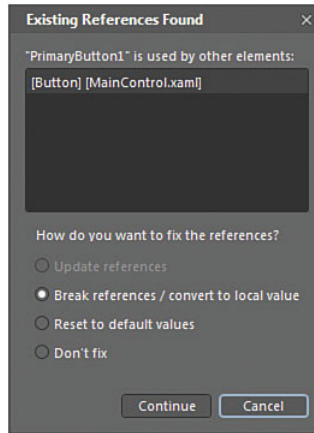 Existing References Found
"PrimaryButton1" is used by other elements:
[Button] [MainControl.xaml]
How do you want to fix the references?
Update references
Break references / convert to local value
Reset to default values
Don't fix
Continue Cancel